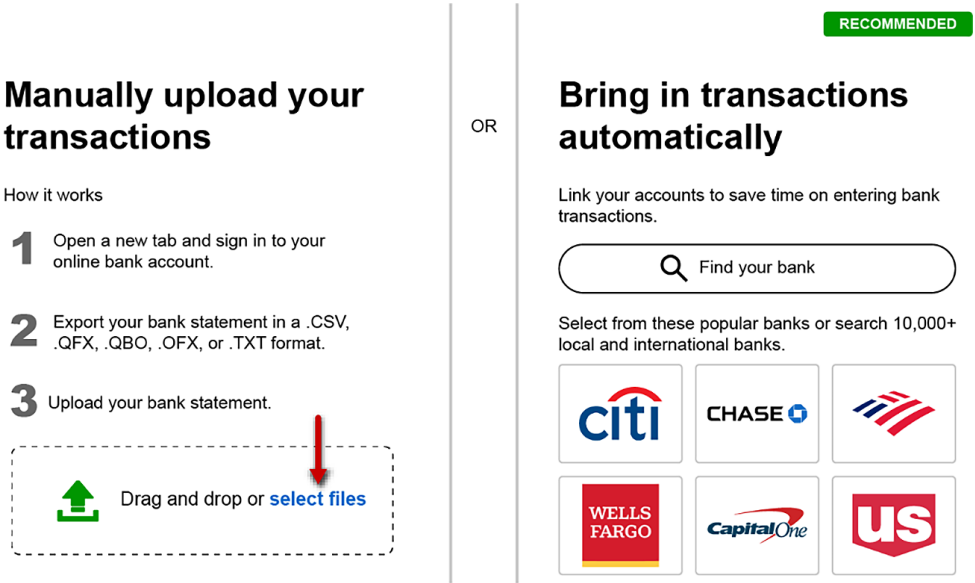 Manually upload your
transactions
How it works
1 Open a new tab and sign in to your
online bank account.
2 Export your bank statement in a .CSV,
.QFX, .QBO, .OFX, or .TXT format.
3 Upload your bank statement.
Drag and drop or select files
OR
RECOMMENDED
Bring in transactions
automatically
Link your accounts to save time on entering bank
transactions.
Find your bank
Select from these popular banks or search 10,000+
local and international banks.
citi
CHASE
WELLS
FARGO
Capital One
us